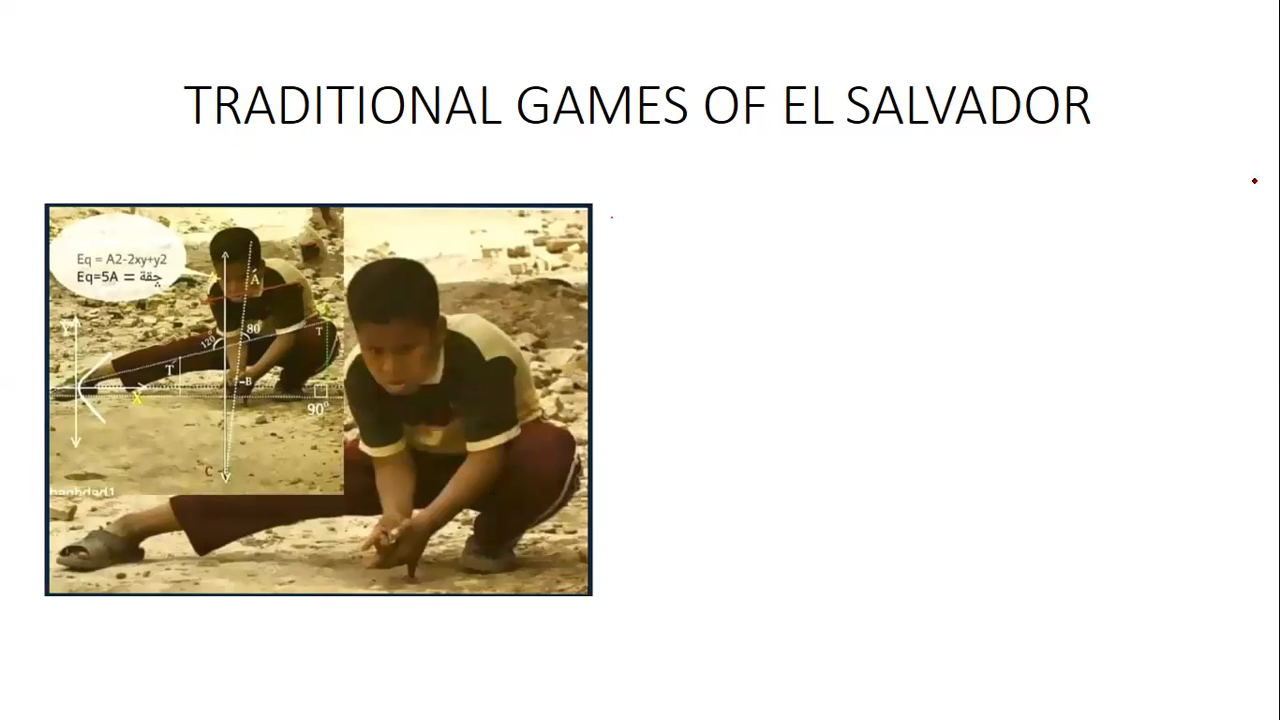 TRADITIONAL GAMES OF EL SALVADOR
Eq = A2-2xy+y2
Eq=5A =
Á
80
120
T
Y
T
B
X
90°
C